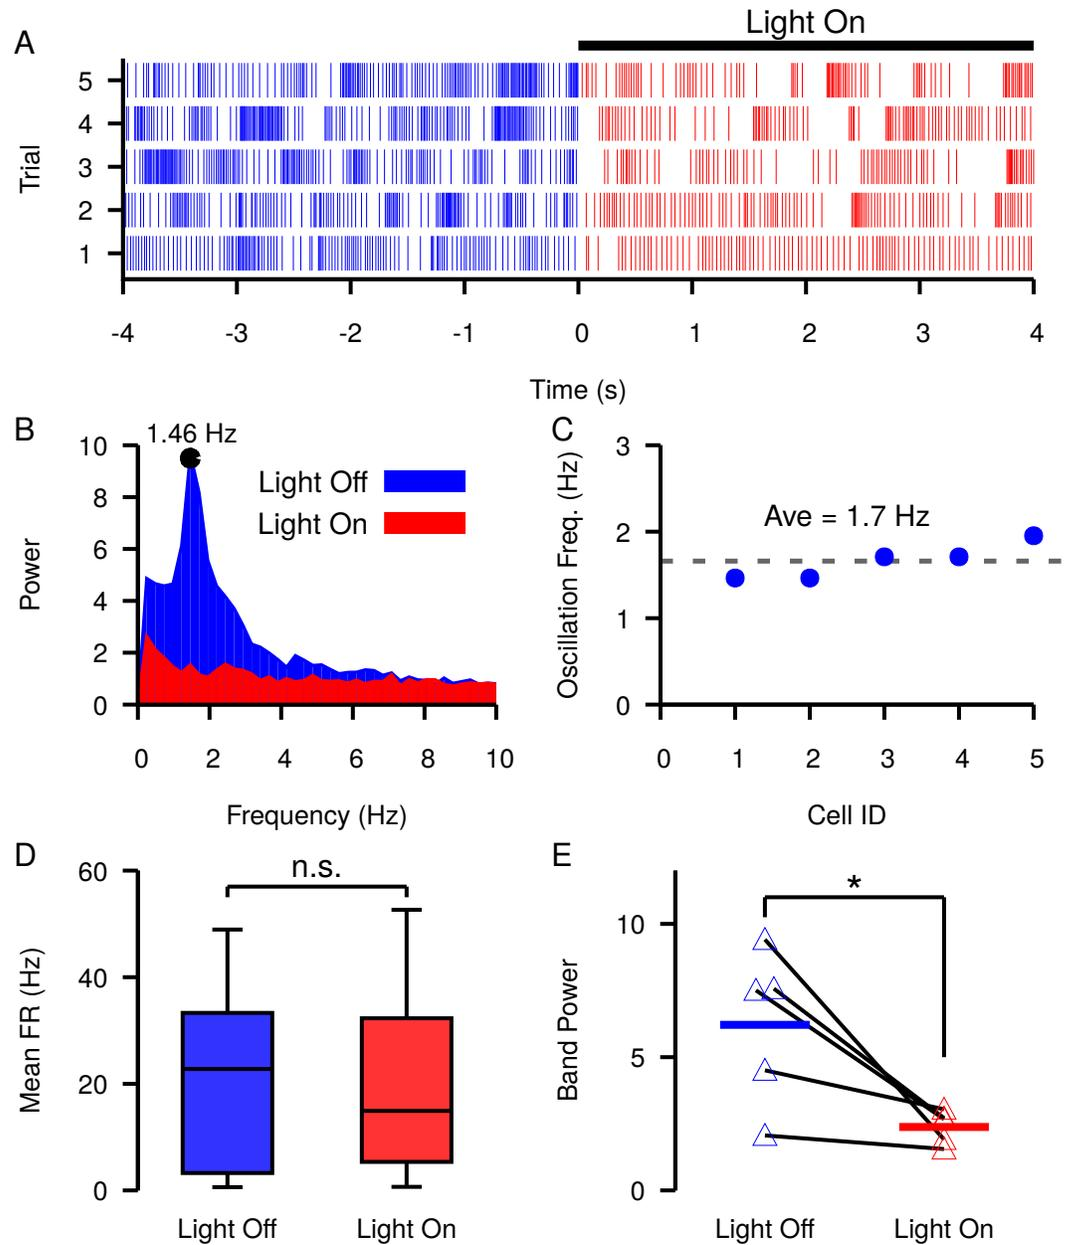 A
Light On
Trial
5
4
3
2
1
-4 -3 -2 -1 0 1 2 3 4
Time (s)
B
1.46 Hz
Light Off
Light On
Power
10
8
6
4
2
0
0 2 4 6 8 10
Frequency (Hz)
C
Oscillation Freq. (Hz)
3
2
1
0
Ave = 1.7 Hz
0 1 2 3 4 5
Cell ID
D
n.s.
Mean FR (Hz)
60
40
20
0
Light Off Light On
E
*
Band Power
10
5
0
Light Off Light On